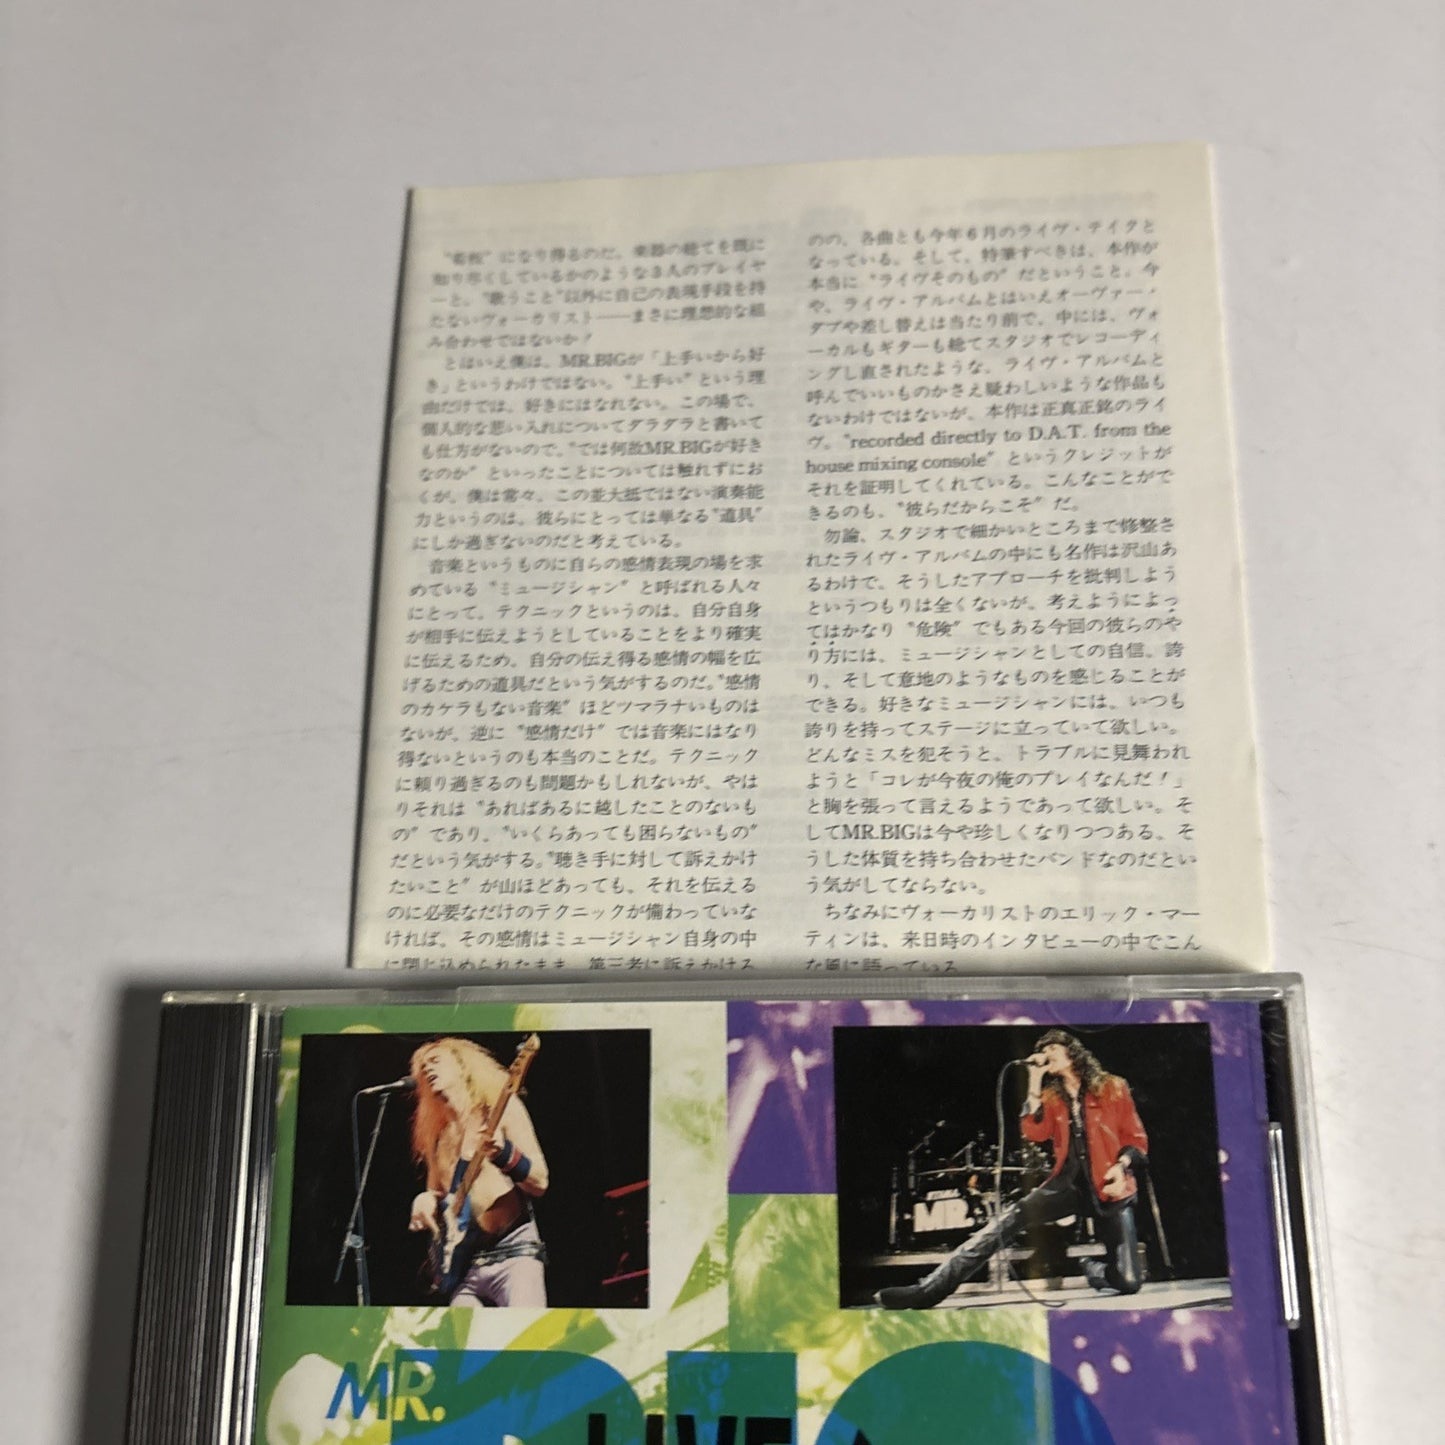 “看板”になり得るのだ。楽器の総てを既に
知り尽くしているかのような3人のプレイヤ
ーと、“歌うこと”以外に自己の表現手段を持
たないヴォーカリスト――まさに理想的な組
み合わせではないか！
とはいえ僕は、MR.BIGが「上手いから好
き」というわけではない。“上手い”という理
由だけでは、好きにはなれない。この場で、
個人的な思い入れについてダラダラと書いて
も仕方がないので、“では何故MR.BIGが好き
なのか”といったことについては触れずにお
くが、僕は常々、この並大抵ではない演奏能
力というのは、彼らにとっては単なる“道具”
にしか過ぎないのだと考えている。
音楽というものに自らの感情表現の場を求
めている“ミュージシャン”と呼ばれる人々
にとって、テクニックというのは、自分自身
が相手に伝えようとしていることをより確実
に伝えるため、自分の伝え得る感情の幅を広
げるための道具だという気がするのだ。“感情
のカケラもない音楽”ほどツマラナいものは
ないが、逆に“感情だけ”では音楽にはなり
得ないというのも本当のことだ。テクニック
に頼り過ぎるのも問題かもしれないが、やは
りそれは“あればあるに越したことのないも
の”であり、“いくらあっても困らないもの”
だという気がする。“聴き手に対して訴えかけ
たいこと”が山ほどあっても、それを伝える
のに必要なだけのテクニックが備わっていな
ければ、その感情はミュージシャン自身の中
に閉じ込められたまま、第三者に訴えかける
のの、各曲とも今年6月のライヴ・テイクと
なっている。そして、特筆すべきは、本作が
本当に“ライヴそのもの”だということ。今
や、ライヴ・アルバムとはいえオーヴァー・
ダブや差し替えは当たり前で、中には、ヴォ
ーカルもギターも総てスタジオでレコーディ
ングし直されたような、ライヴ・アルバムと
呼んでいいものかさえ疑わしいような作品も
ないわけではないが、本作は正真正銘のライ
ヴ。“recorded directly to D.A.T. from the
house mixing console”というクレジットが
それを証明してくれている。こんなことがで
きるのも、“彼らだからこそ”だ。
勿論、スタジオで細かいところまで修整さ
れたライヴ・アルバムの中にも名作は沢山あ
るわけで、そうしたアプローチを批判しよう
というつもりは全くないが、考えようによっ
てはかなり“危険”でもある今回の彼らのや
り方には、ミュージシャンとしての自信、誇
り、そして意地のようなものを感じることが
できる。好きなミュージシャンには、いつも
誇りを持ってステージに立っていて欲しい。
どんなミスを犯そうと、トラブルに見舞われ
ようと「コレが今夜の俺のプレイなんだ！」
と胸を張って言えるようであって欲しい。そ
してMR.BIGは今や珍しくなりつつある、そ
うした体質を持ち合わせたバンドなのだとい
う気がしてならない。
ちなみにヴォーカリストのエリック・マー
ティンは、来日時のインタビューの中でこん
な風に語っている。
TAMA
MR.
MR.
BIG
LIVE